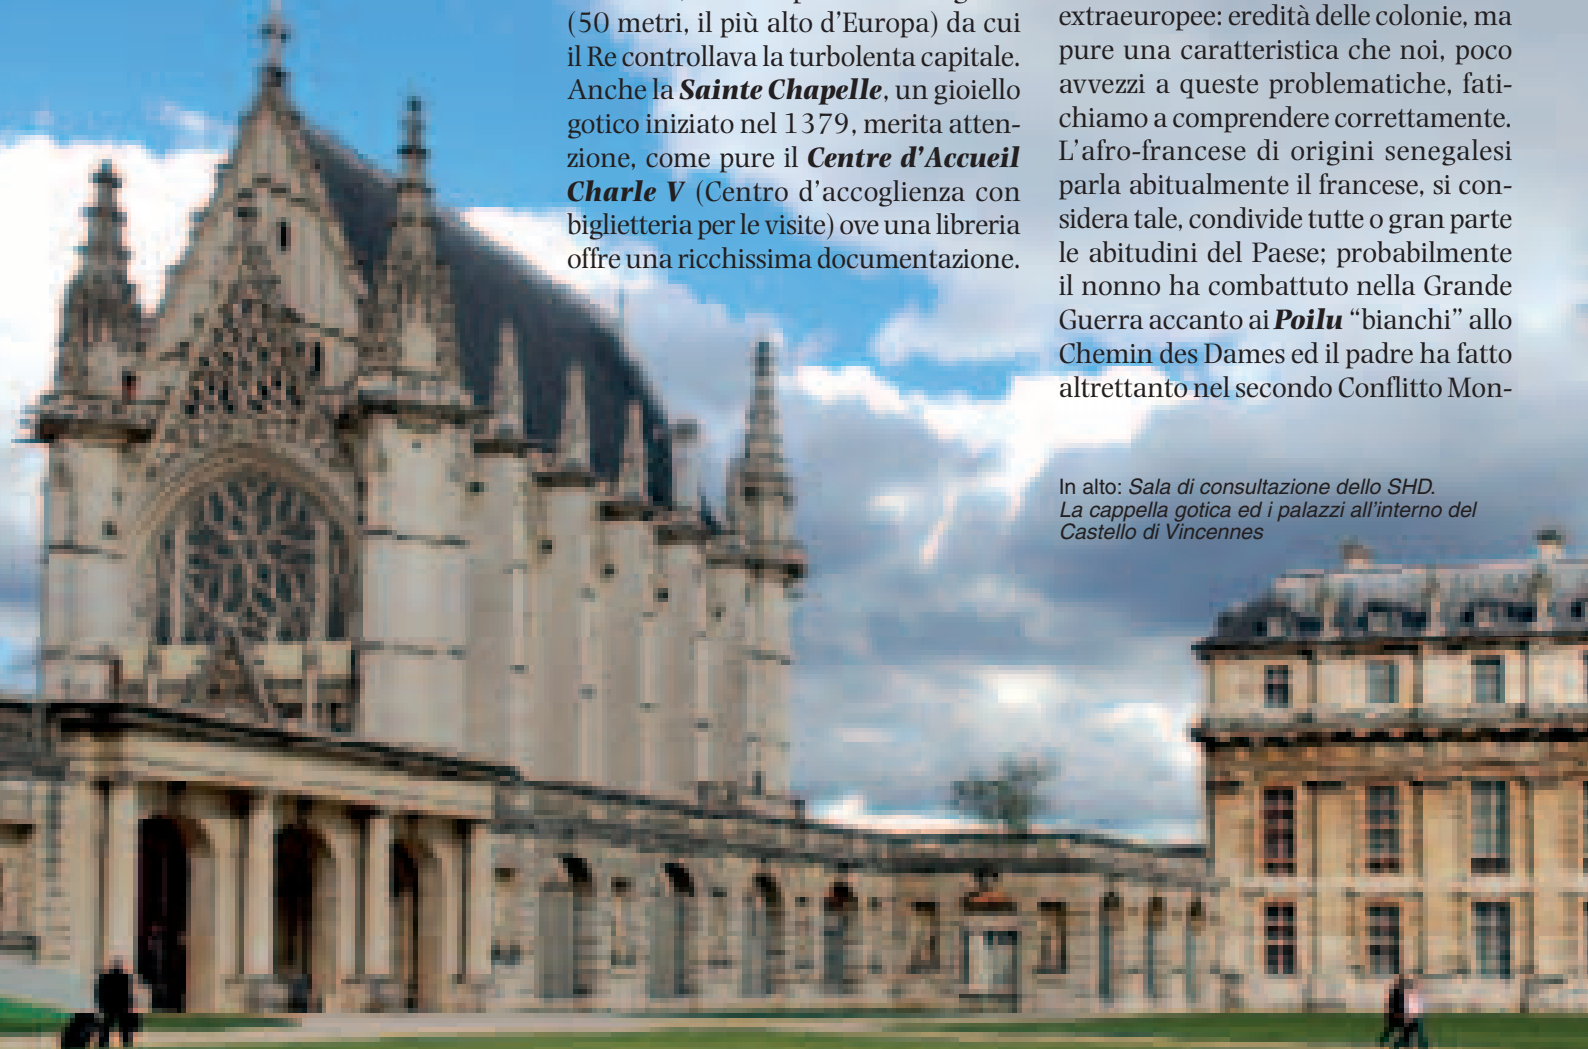 (50 metri, il più alto d’Europa) da cui
il Re controllava la turbolenta capitale.
Anche la Sainte Chapelle, un gioiello
gotico iniziato nel 1379, merita atten-
zione, come pure il Centre d’Accueil
Charle V (Centro d’accoglienza con
biglietteria per le visite) ove una libreria
offre una ricchissima documentazione.
extraeuropee: eredità delle colonie, ma
pure una caratteristica che noi, poco
avvezzi a queste problematiche, fati-
chiamo a comprendere correttamente.
L’afro-francese di origini senegalesi
parla abitualmente il francese, si con-
sidera tale, condivide tutte o gran parte
le abitudini del Paese; probabilmente
il nonno ha combattuto nella Grande
Guerra accanto ai Poilu “bianchi” allo
Chemin des Dames ed il padre ha fatto
altrettanto nel secondo Conflitto Mon-
In alto: Sala di consultazione dello SHD.
La cappella gotica ed i palazzi all’interno del
Castello di Vincennes